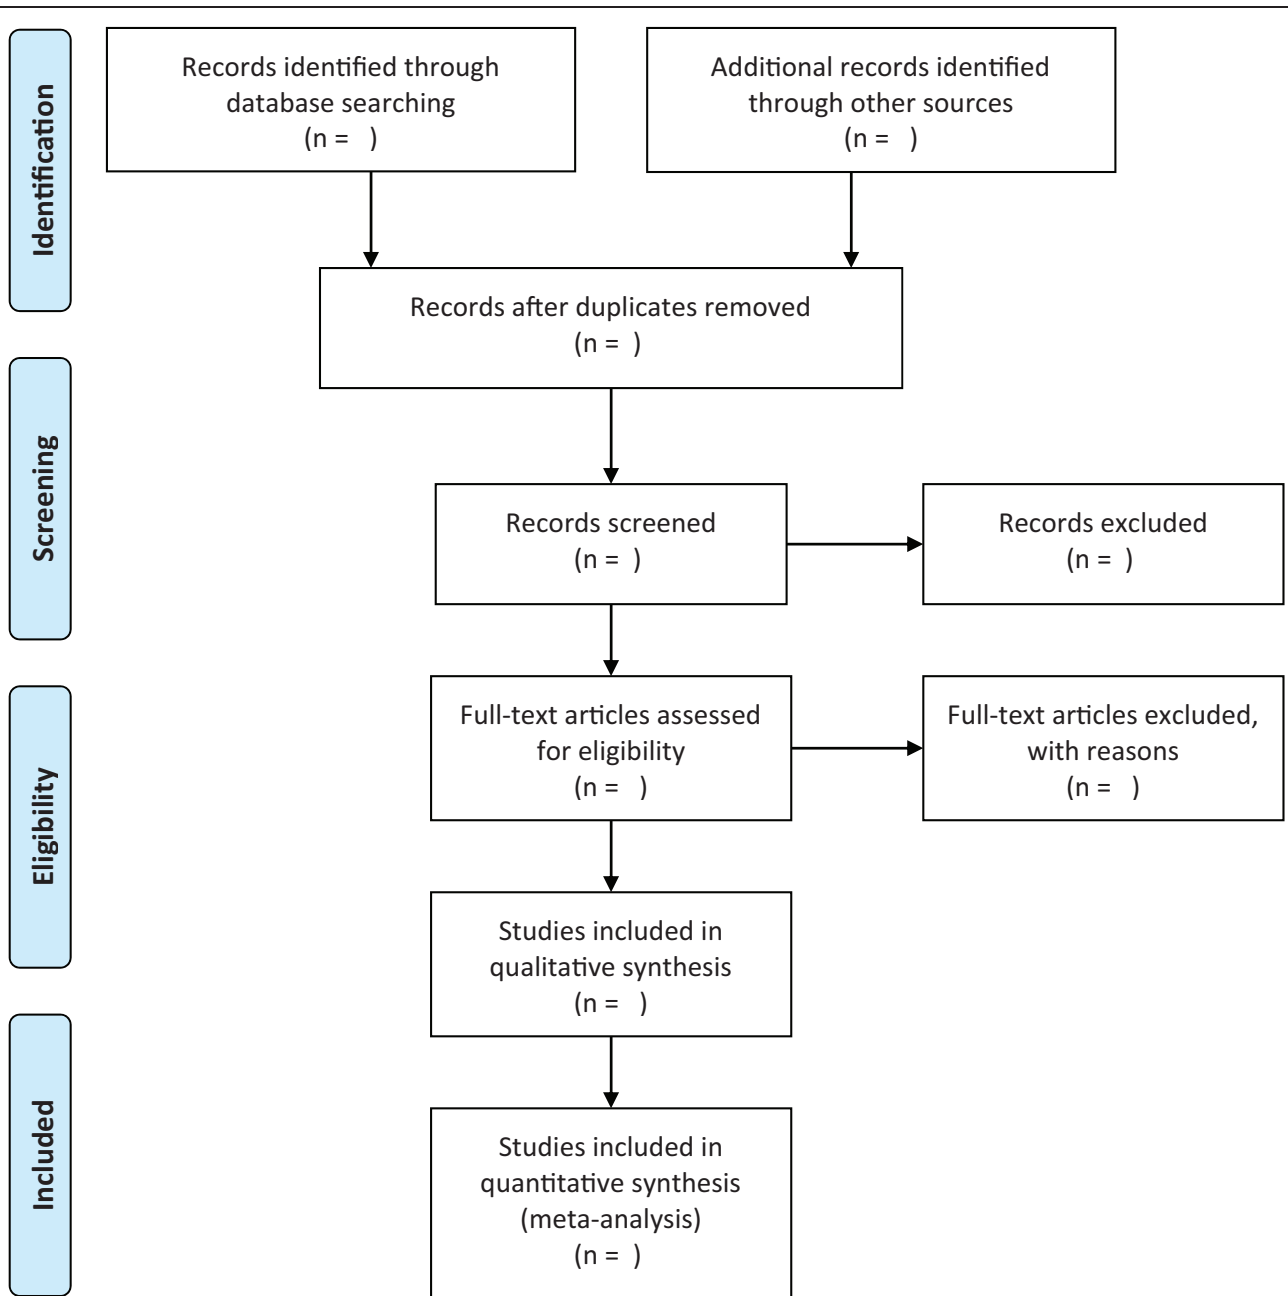 Identification
Records identified through
database searching
(n =   )
Additional records identified
through other sources
(n =   )
Records after duplicates removed
(n =  )
Screening
Records screened
(n =  )
Records excluded
(n =  )
Eligibility
Full-text articles assessed
for eligibility
(n =   )
Full-text articles excluded,
with reasons
(n =   )
Studies included in
qualitative synthesis
(n =   )
Included
Studies included in
quantitative synthesis
(meta-analysis)
(n =  )